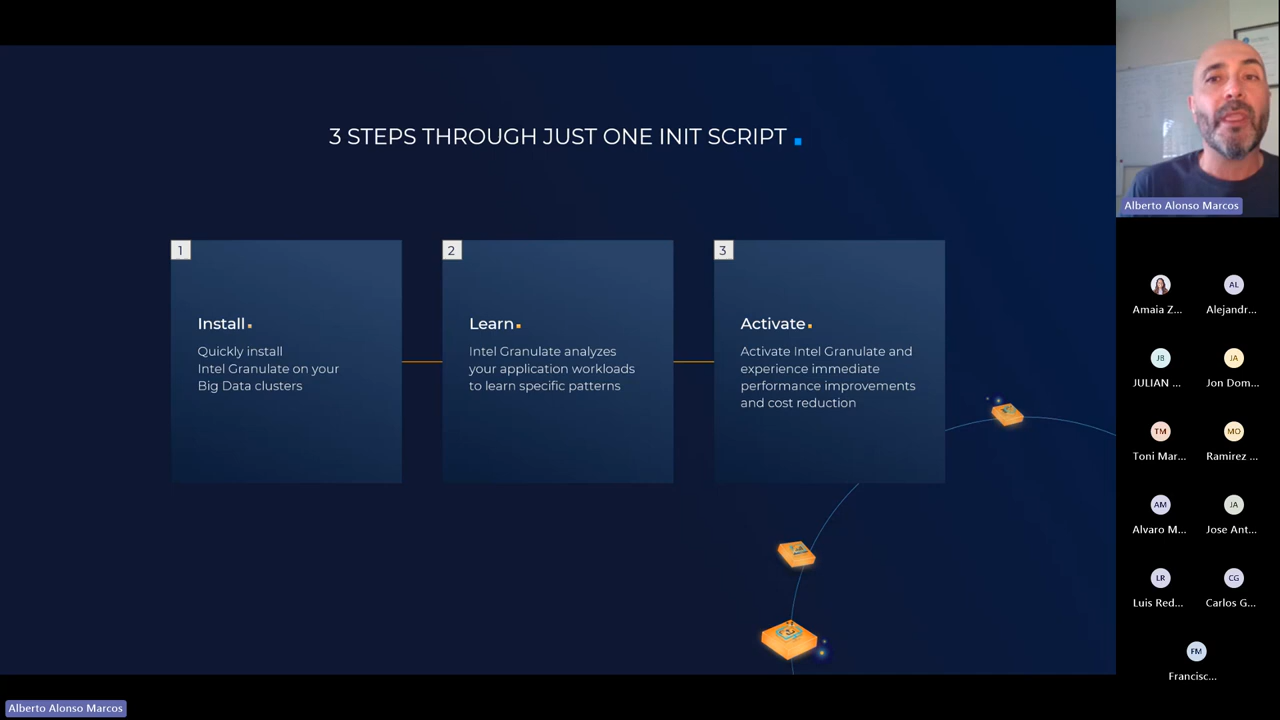 3 STEPS THROUGH JUST ONE INIT SCRIPT
1
Install
Quickly install
Intel Granulate on your
Big Data clusters
2
Learn
Intel Granulate analyzes
your application workloads
to learn specific patterns
3
Activate
Activate Intel Granulate and
experience immediate
performance improvements
and cost reduction
Alberto Alonso Marcos
Amaia Z...
AL
Alejandr...
JB
JULIAN ...
JA
Jon Dom...
TM
Toni Mar...
MO
Ramirez ...
AM
Alvaro M...
JA
Jose Ant...
LR
Luis Red...
CG
Carlos G...
FM
Francisc...
Alberto Alonso Marcos